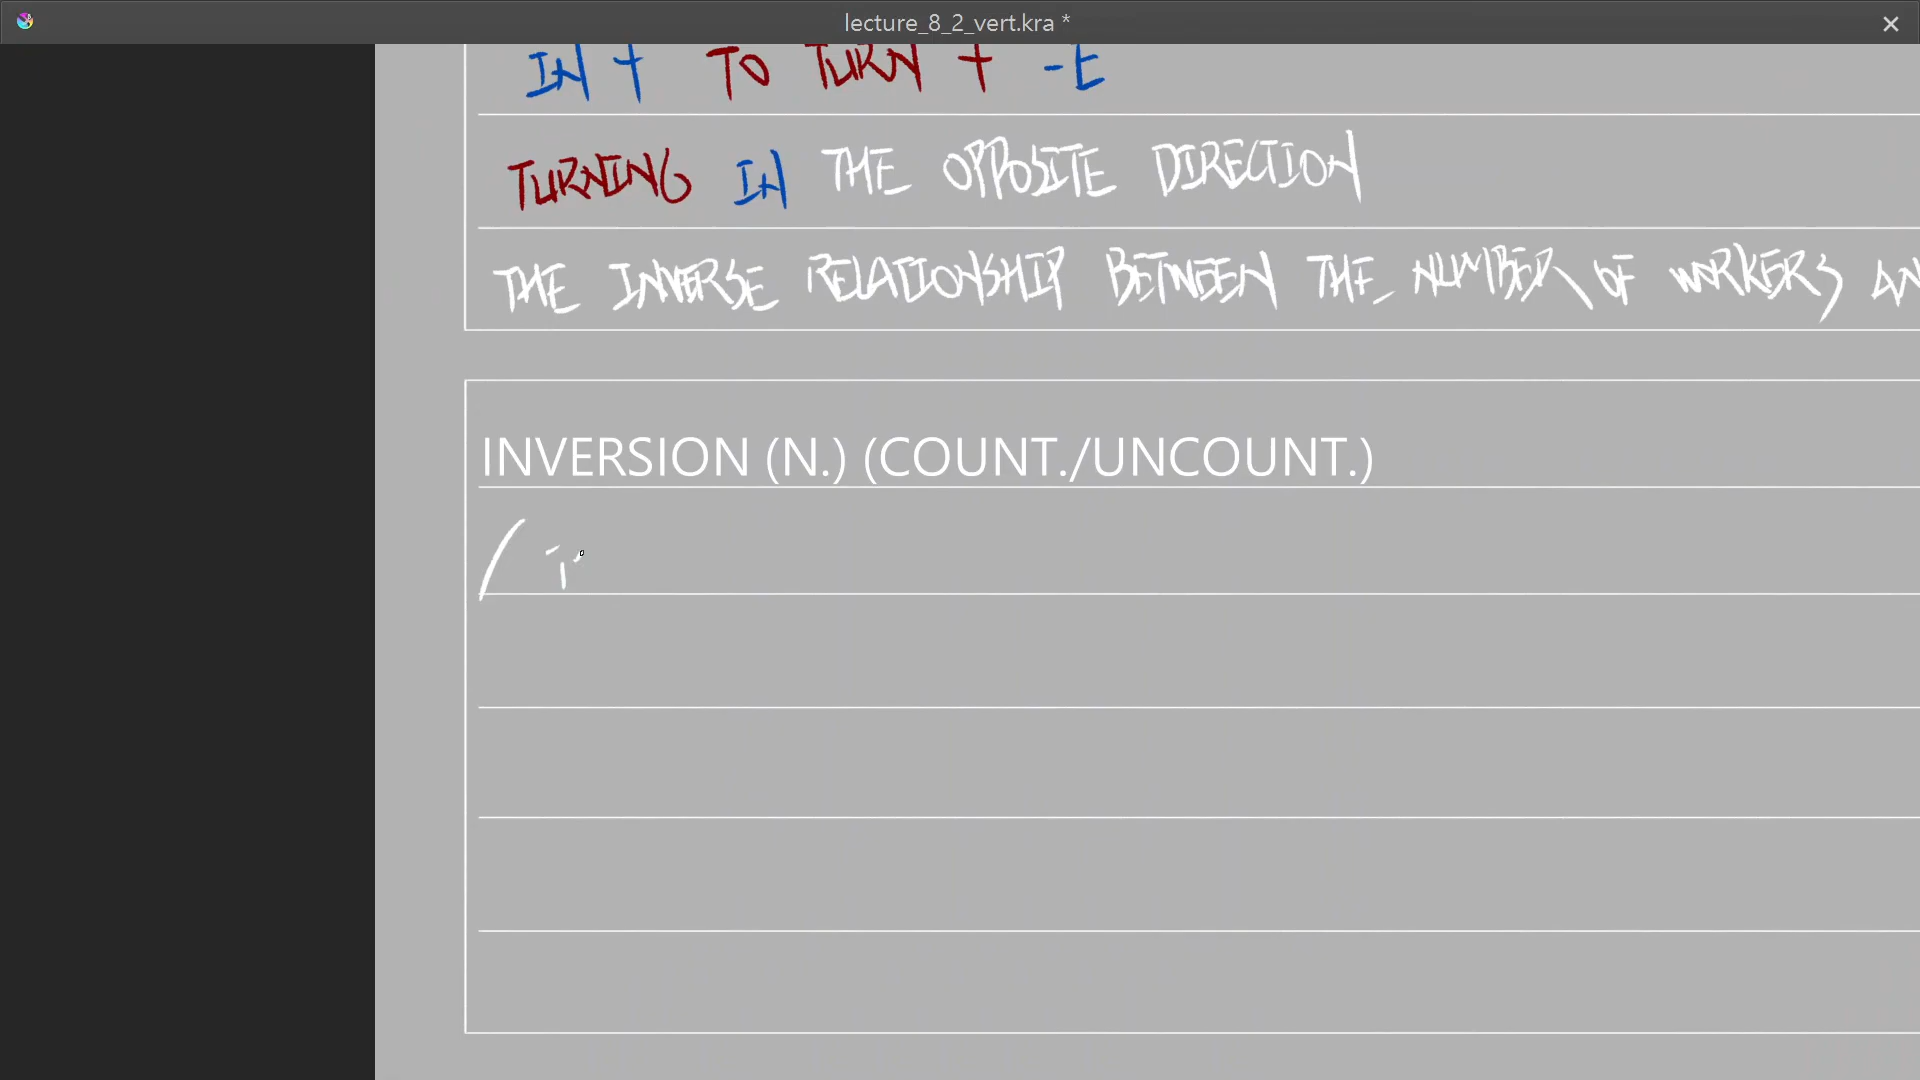 lecture_8_2_vert.kra *
IN + TO TURN + -E
TURNING IN THE OPPOSITE DIRECTION
THE INVERSE RELATIONSHIP BETWEEN THE NUMBER OF WORKERS AN
INVERSION (N.) (COUNT./UNCOUNT.)
/